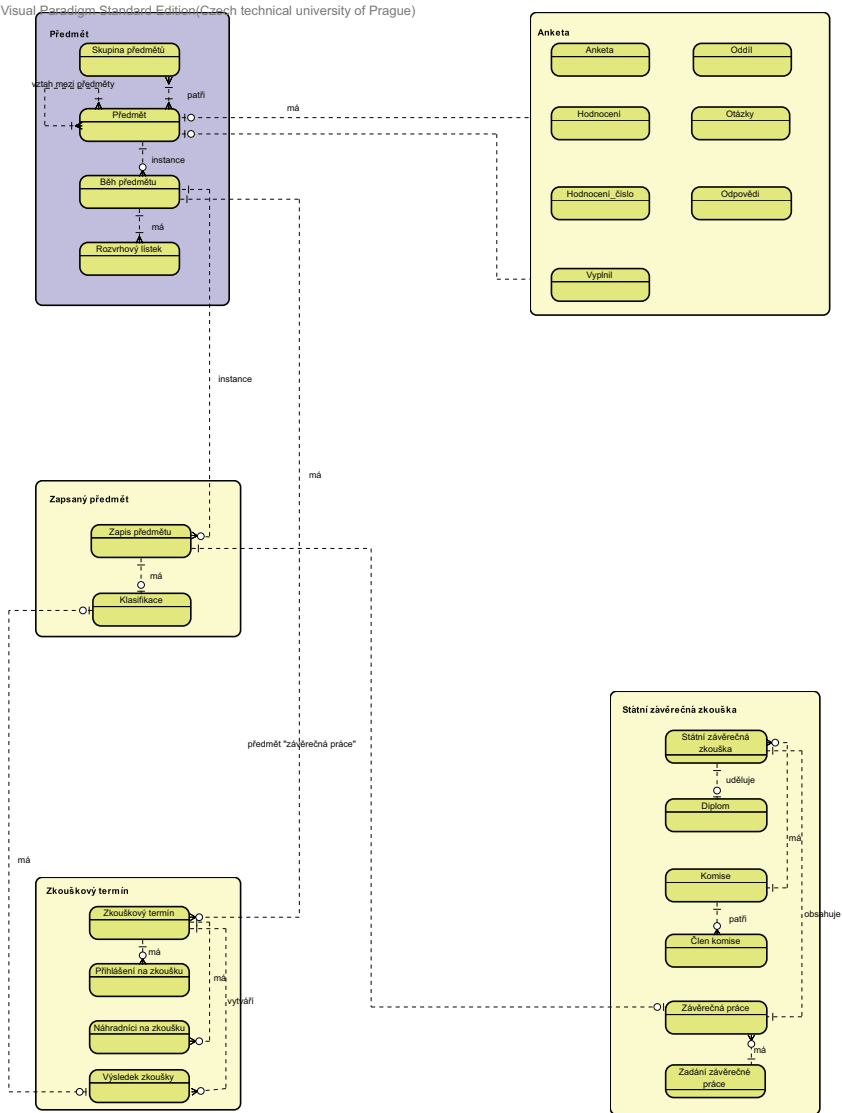 Visual Paradigm Standard Edition(Czech technical university of Prague)
Předmět
Skupina předmětů
vztah mezi předměty
patří
Předmět
instance
Běh předmětu
má
Rozvrhový lístek
má
Anketa
Anketa
Oddíl
Hodnocení
Otázky
Hodnocení_číslo
Odpovědi
Vyplnil
instance
má
Zapsaný předmět
Zapis předmětu
má
Klasifikace
předmět "závěrečná práce"
má
Státní závěrečná zkouška
Státní závěrečná
zkouška
uděluje
Diplom
má
Komise
patří
obsahuje
Člen komise
Závěrečná práce
má
Zadání závěrečné
práce
Zkouškový termín
Zkouškový termín
má
Přihlášení na zkoušku
má
vytváří
Náhradníci na zkoušku
Výsledek zkoušky